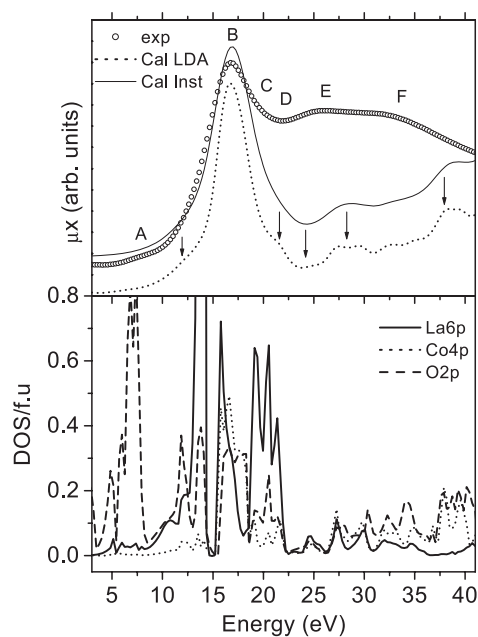 exp
Cal LDA
Cal Inst
A
B
C
D
E
F
μx (arb. units)
0.8
0.6
0.4
0.2
0.0
DOS/f.u
La6p
Co4p
O2p
5 10 15 20 25 30 35 40
Energy (eV)